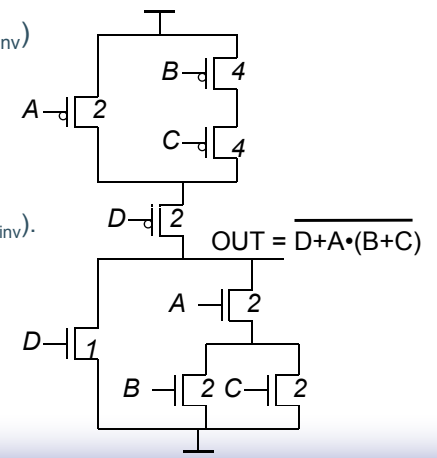 inv)
B 4
A 2
C 4
D 2
inv).
OUT = D+A•(B+C)
A 2
D 1
B 2 C 2